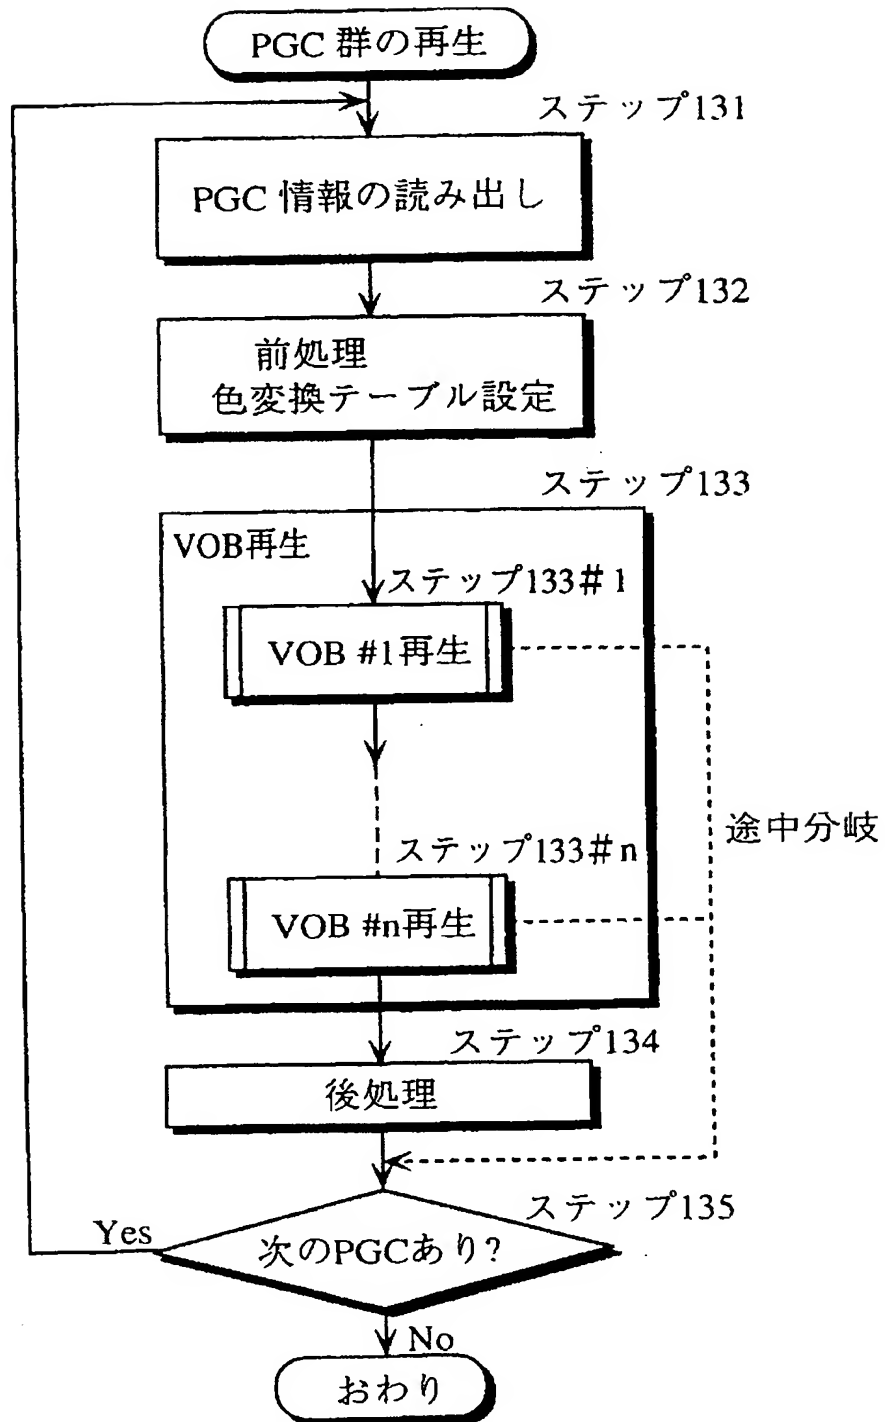 PGC 群の再生
ステップ131
PGC 情報の読み出し
ステップ132
前処理
色変換テーブル設定
ステップ133
VOB再生
ステップ133#1
VOB #1再生
途中分岐
ステップ133#n
VOB #n再生
ステップ134
後処理
ステップ135
Yes
次のPGCあり?
No
おわり